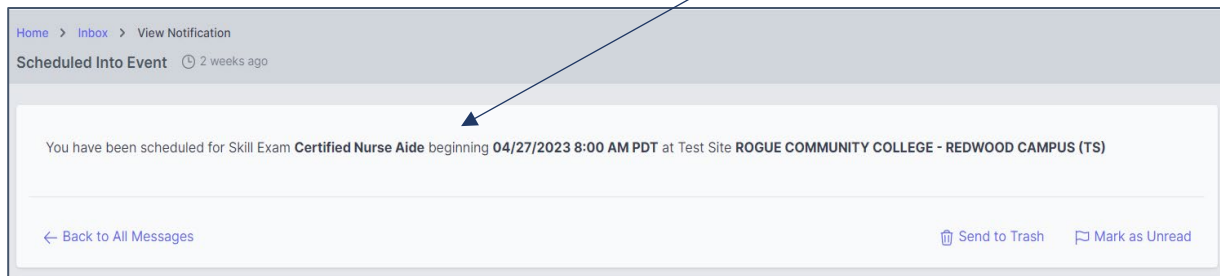 Home > Inbox > View Notification
Scheduled Into Event 2 weeks ago
You have been scheduled for Skill Exam Certified Nurse Aide beginning 04/27/2023 8:00 AM PDT at Test Site ROGUE COMMUNITY COLLEGE - REDWOOD CAMPUS (TS)
← Back to All Messages Send to Trash Mark as Unread